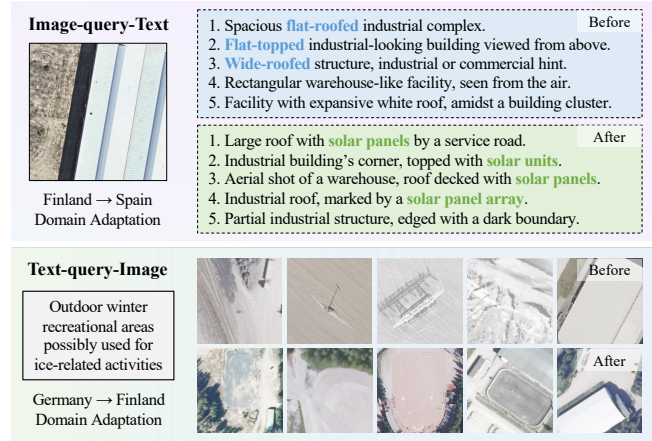 Image-query-Text
Finland → Spain
Domain Adaptation
Before
1. Spacious flat-roofed industrial complex.
2. Flat-topped industrial-looking building viewed from above.
3. Wide-roofed structure, industrial or commercial hint.
4. Rectangular warehouse-like facility, seen from the air.
5. Facility with expansive white roof, amidst a building cluster.
After
1. Large roof with solar panels by a service road.
2. Industrial building's corner, topped with solar units.
3. Aerial shot of a warehouse, roof decked with solar panels.
4. Industrial roof, marked by a solar panel array.
5. Partial industrial structure, edged with a dark boundary.
Text-query-Image
Outdoor winter
recreational areas
possibly used for
ice-related activities
Germany → Finland
Domain Adaptation
Before
After